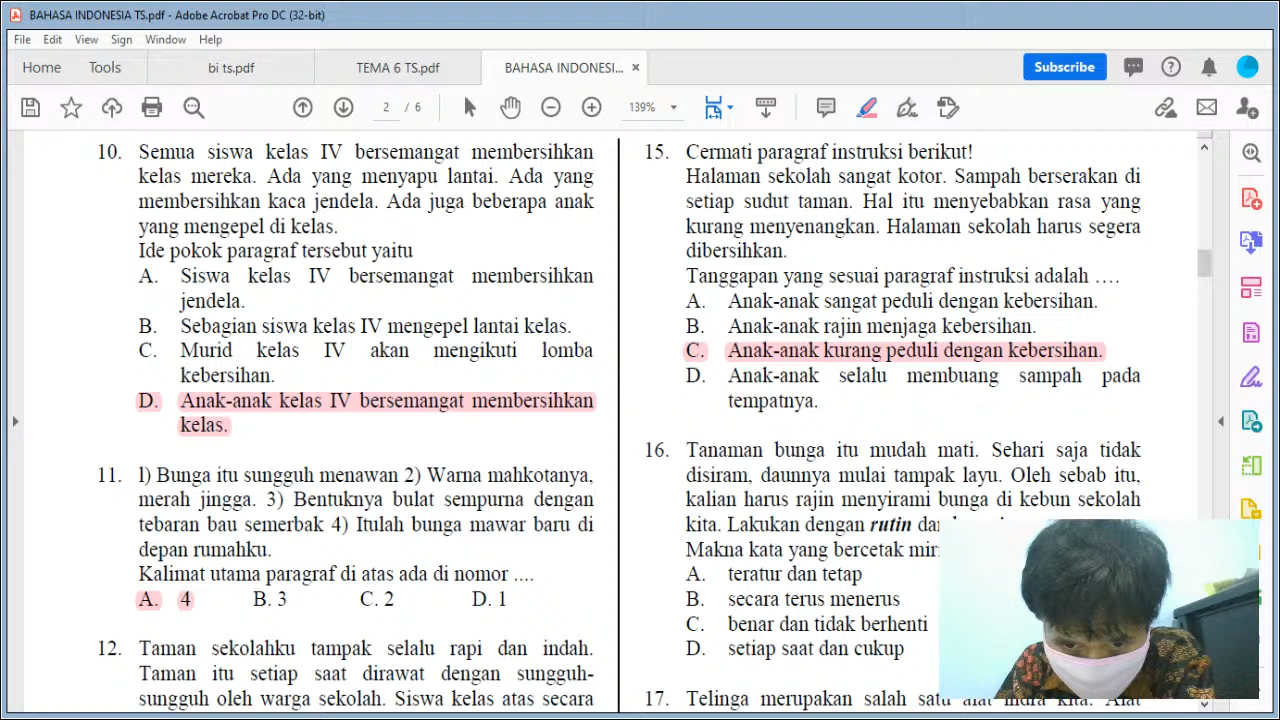 BAHASA INDONESIA TS.pdf - Adobe Acrobat Pro DC (32-bit)
File Edit View Sign Window Help
Home Tools bi ts.pdf TEMA 6 TS.pdf BAHASA INDONESI... × Subscribe
2 / 6 139%
10. Semua siswa kelas IV bersemangat membersihkan
kelas mereka. Ada yang menyapu lantai. Ada yang
membersihkan kaca jendela. Ada juga beberapa anak
yang mengepel di kelas.
Ide pokok paragraf tersebut yaitu
A. Siswa kelas IV bersemangat membersihkan
jendela.
B. Sebagian siswa kelas IV mengepel lantai kelas.
C. Murid kelas IV akan mengikuti lomba
kebersihan.
D. Anak-anak kelas IV bersemangat membersihkan
kelas.
11. l) Bunga itu sungguh menawan 2) Warna mahkotanya,
merah jingga. 3) Bentuknya bulat sempurna dengan
tebaran bau semerbak 4) Itulah bunga mawar baru di
depan rumahku.
Kalimat utama paragraf di atas ada di nomor ....
A. 4 B. 3 C. 2 D. 1
12. Taman sekolahku tampak selalu rapi dan indah.
Taman itu setiap saat dirawat dengan sungguh-
sungguh oleh warga sekolah. Siswa kelas atas secara
15. Cermati paragraf instruksi berikut!
Halaman sekolah sangat kotor. Sampah berserakan di
setiap sudut taman. Hal itu menyebabkan rasa yang
kurang menyenangkan. Halaman sekolah harus segera
dibersihkan.
Tanggapan yang sesuai paragraf instruksi adalah ….
A. Anak-anak sangat peduli dengan kebersihan.
B. Anak-anak rajin menjaga kebersihan.
C. Anak-anak kurang peduli dengan kebersihan.
D. Anak-anak selalu membuang sampah pada
tempatnya.
16. Tanaman bunga itu mudah mati. Sehari saja tidak
disiram, daunnya mulai tampak layu. Oleh sebab itu,
kalian harus rajin menyirami bunga di kebun sekolah
kita. Lakukan dengan rutin
Makna kata yang bercetak
A. teratur dan tetap
B. secara terus menerus
C. benar dan tidak berhenti
D. setiap saat dan cukup
17. Telinga merupakan salah satu alat indra kita. Alat